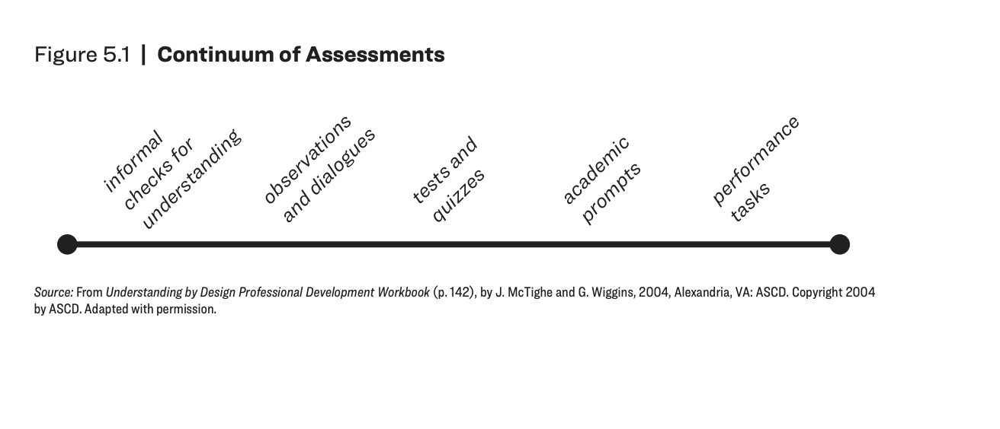 Figure 5.1 | Continuum of Assessments
informal
checks for
understanding
observations
and dialogues
tests and
quizzes
academic
prompts
performance
tasks
Source: From Understanding by Design Professional Development Workbook (p. 142), by J. McTighe and G. Wiggins, 2004, Alexandria, VA: ASCD. Copyright 2004
by ASCD. Adapted with permission.